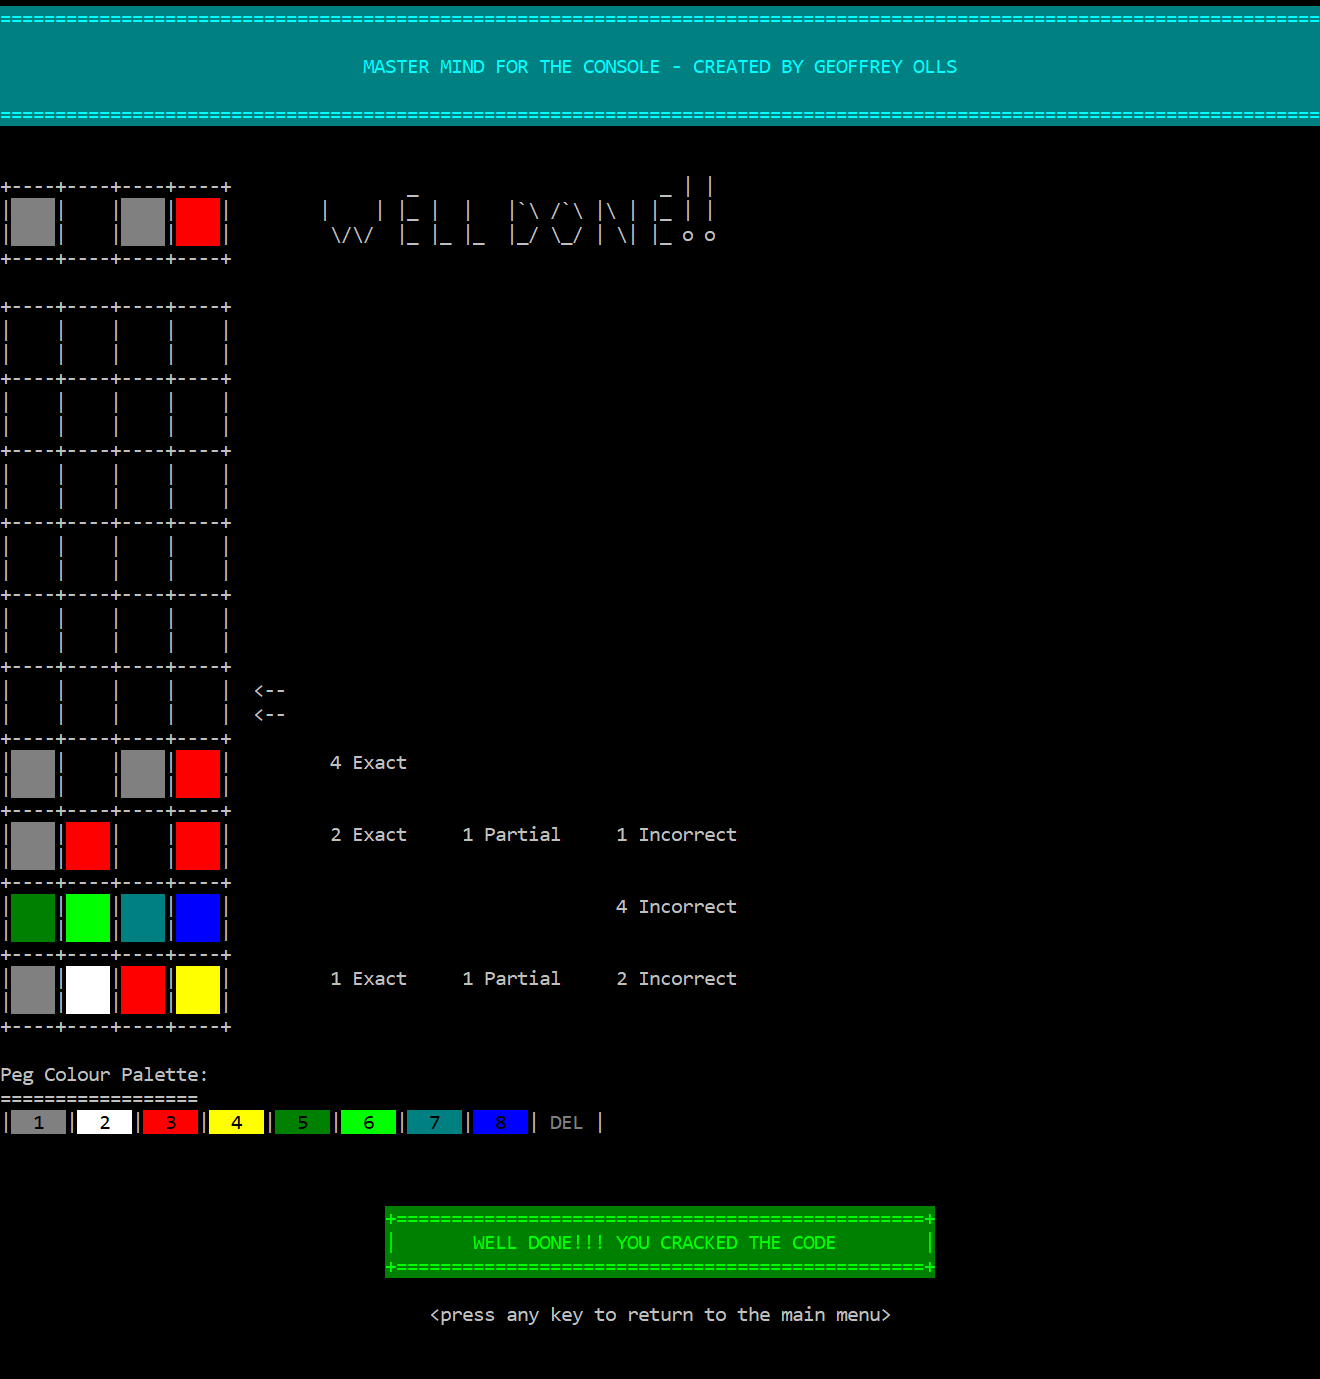 MASTER MIND FOR THE CONSOLE - CREATED BY GEOFFREY OLLS
WELL DONE!!
<--
<--
4 Exact
2 Exact 1 Partial 1 Incorrect
4 Incorrect
1 Exact 1 Partial 2 Incorrect
Peg Colour Palette:
==================
| 1 | 2 | 3 | 4 | 5 | 6 | 7 | 8 | DEL |
WELL DONE!!! YOU CRACKED THE CODE
<press any key to return to the main menu>